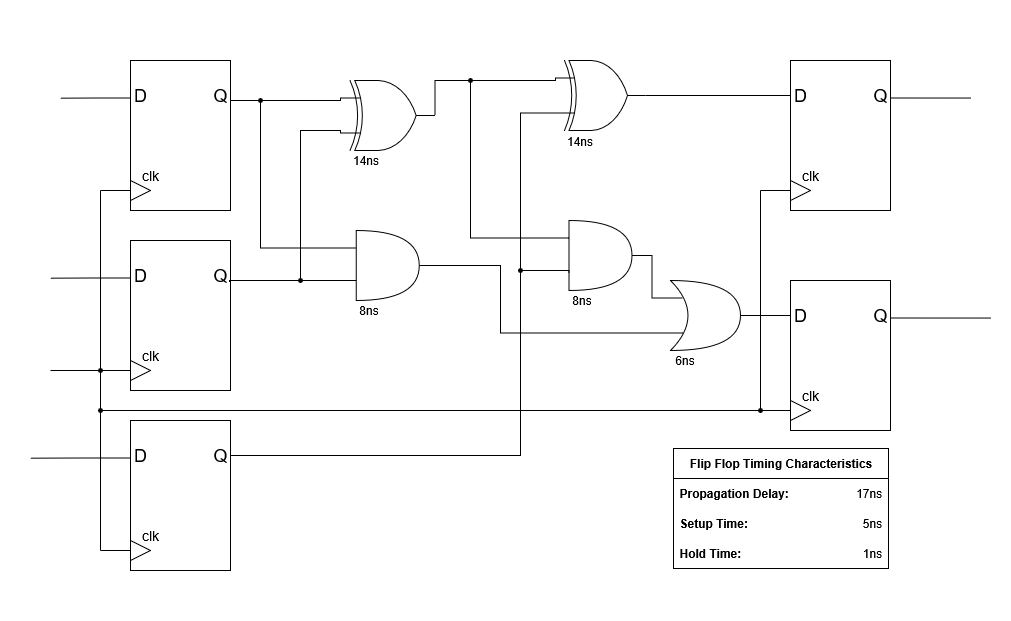 D Q
clk
14ns
14ns
D Q
clk
D Q
clk
8ns
8ns
D Q
clk
6ns
D Q
clk
Flip Flop Timing Characteristics
Propagation Delay: 17ns
Setup Time: 5ns
Hold Time: 1ns